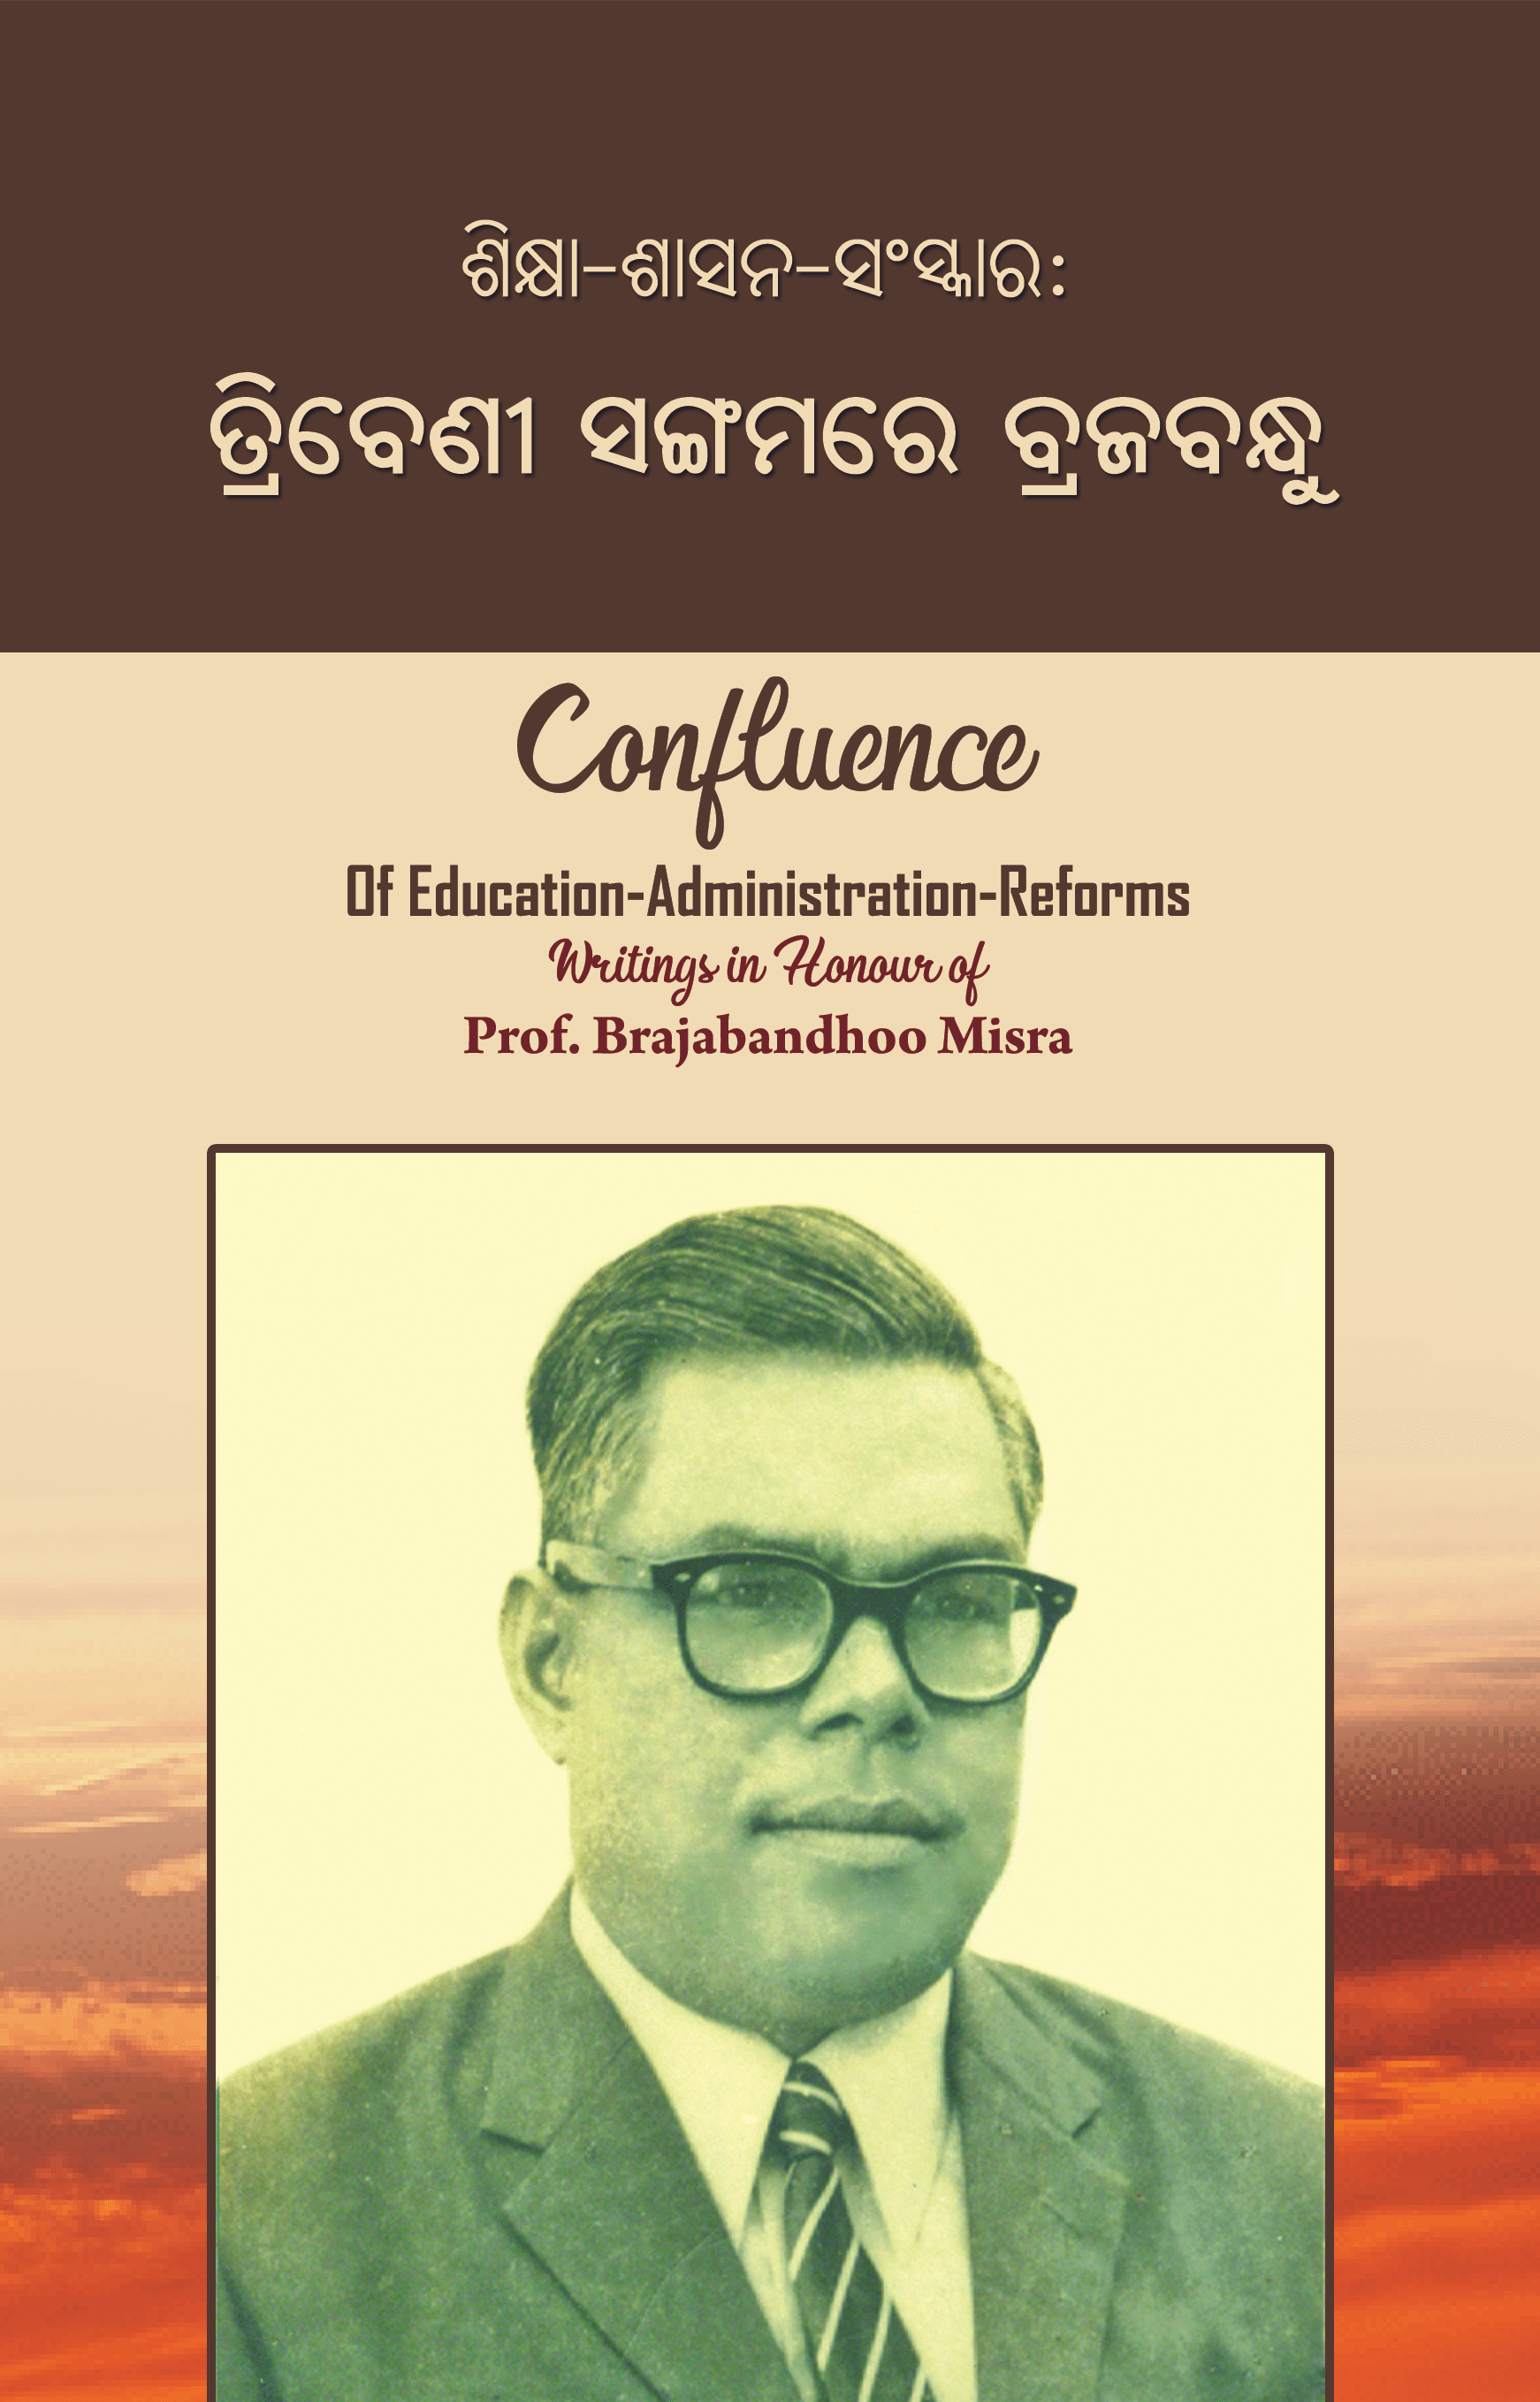 ଶିକ୍ଷା-ଶାସନ-ସଂସ୍କାର:
ତ୍ରିବେଣୀ ସଙ୍ଗମରେ ବ୍ରଜବନ୍ଧୁ
Confluence
Of Education-Administration-Reforms
Writings in Honour of
Prof. Brajabandhoo Misra